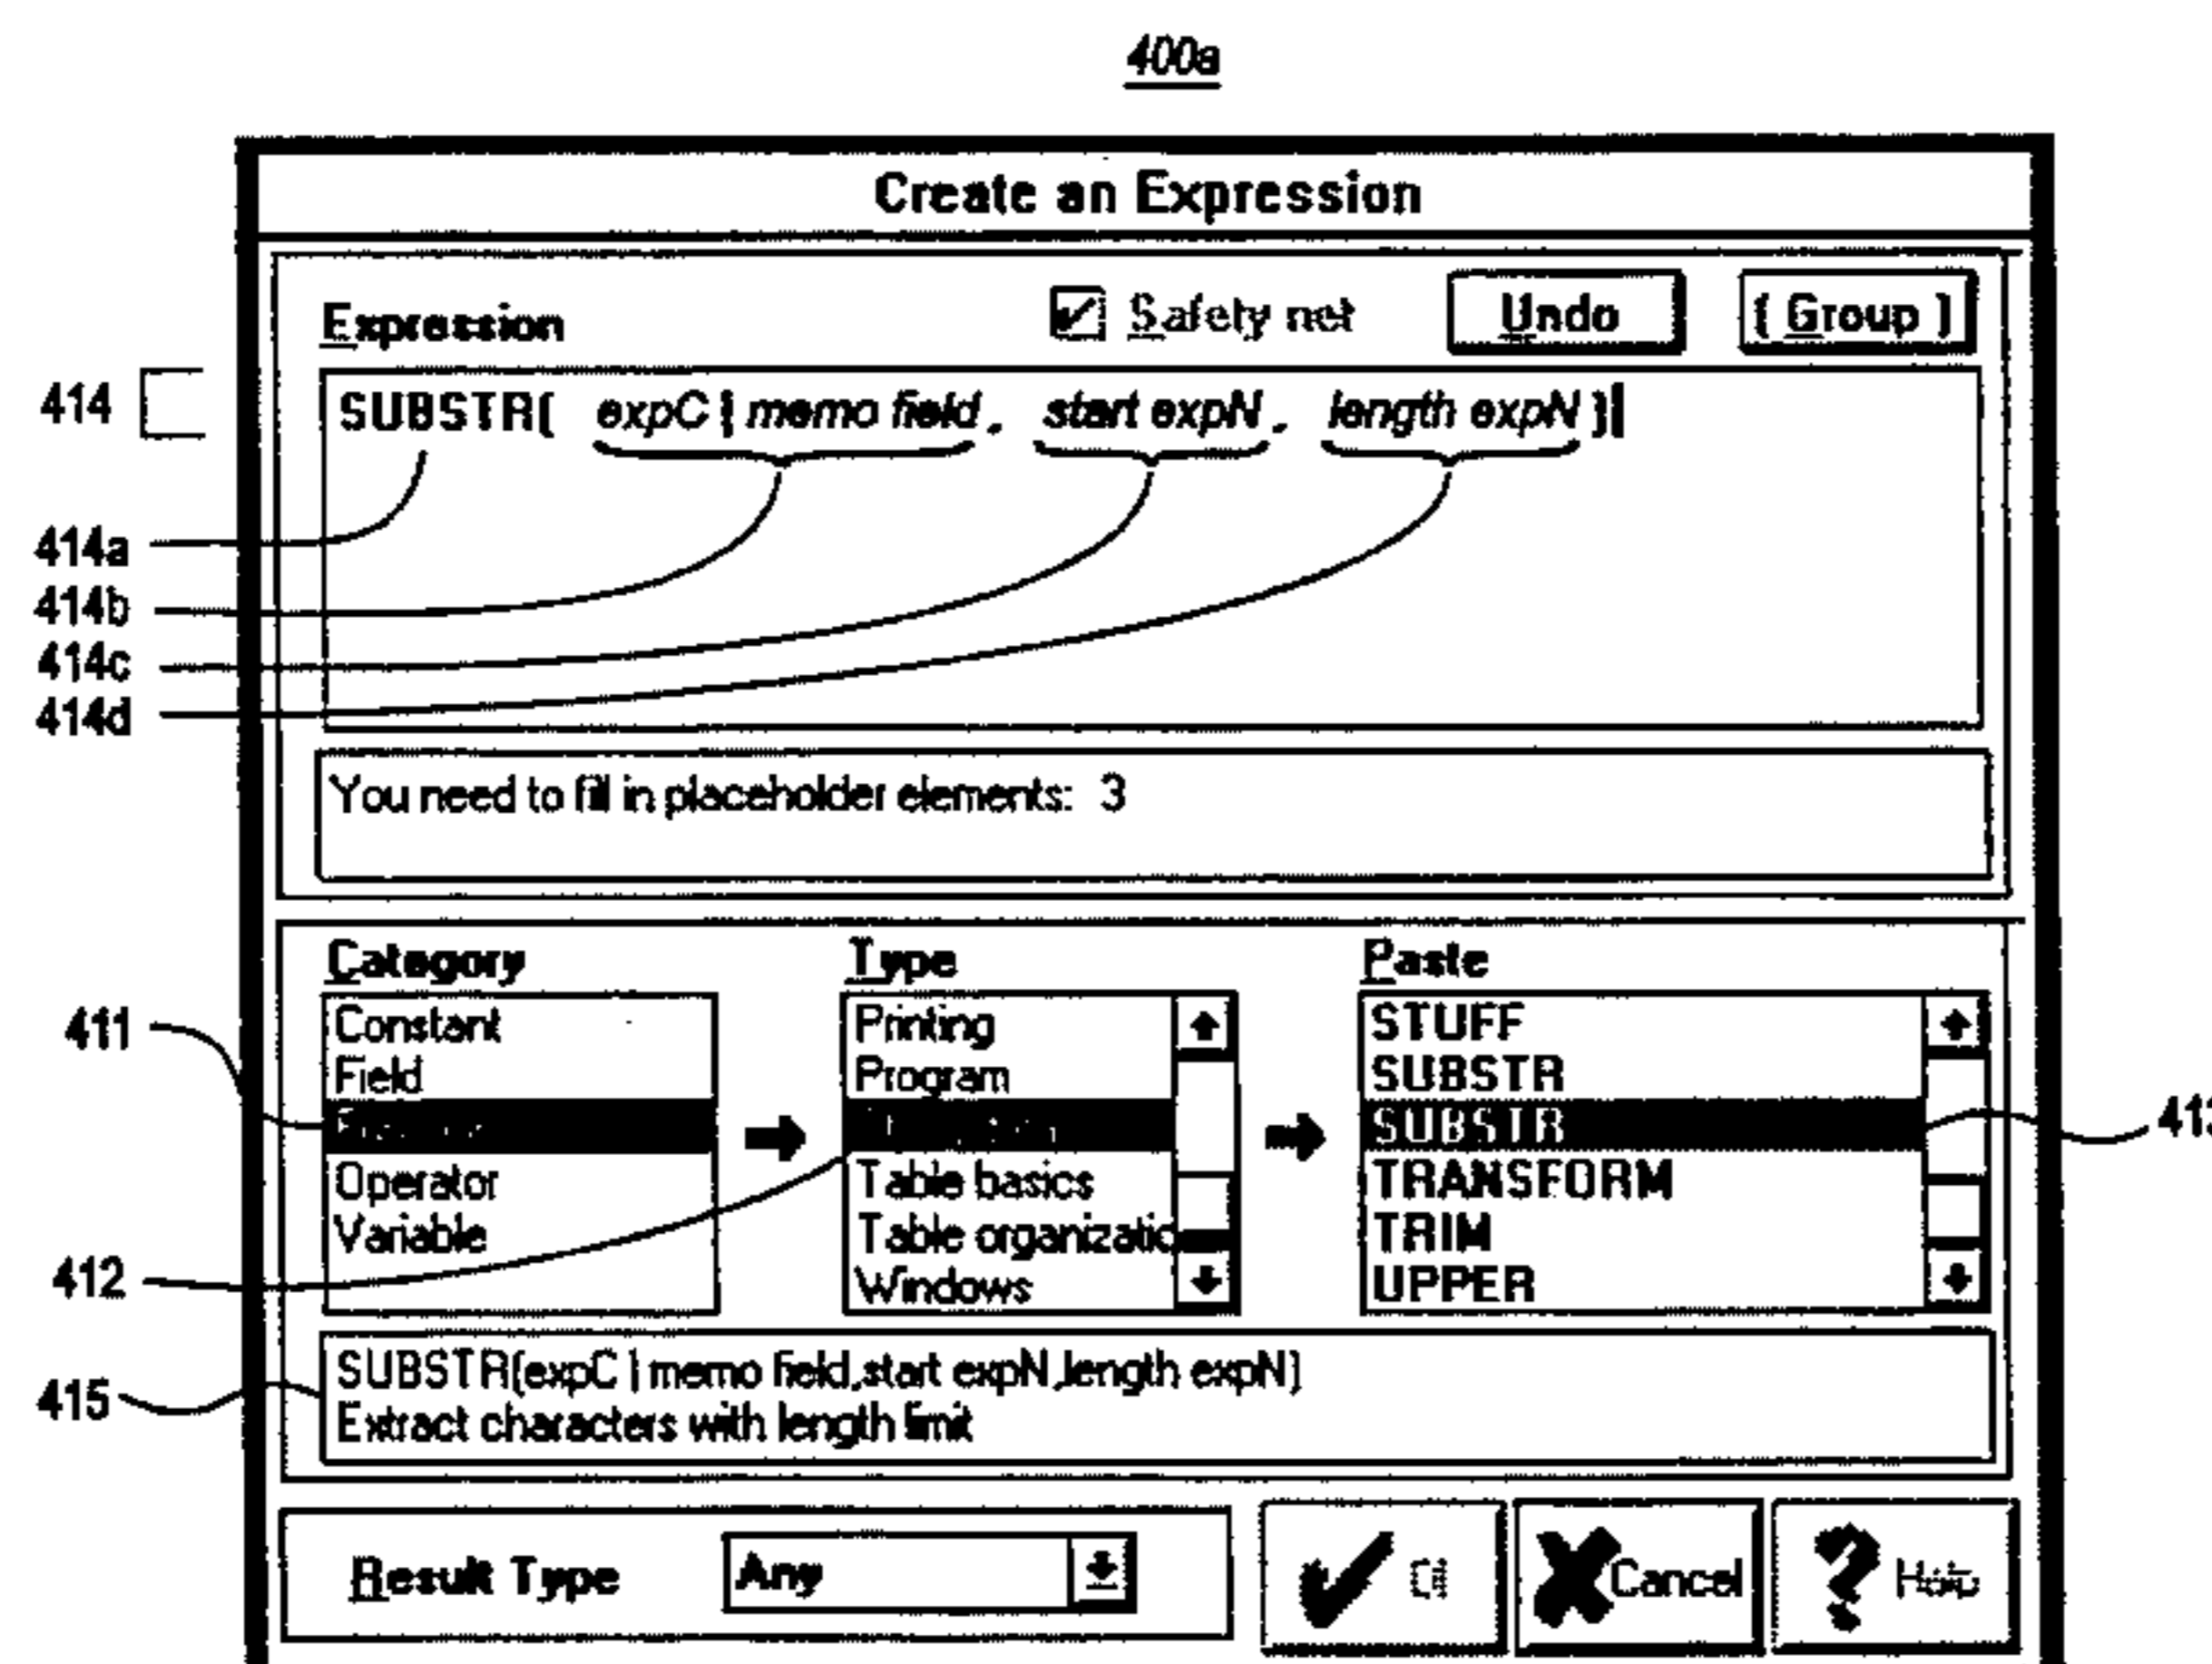 400a
Create an Expression
Expression
Safety net
Undo
( Group )
414
SUBSTR( expC | memo field, start expN, length expN )
414a
414b
414c
414d
You need to fill in placeholder elements: 3
Category
Type
Paste
411
Constant
Field
Operator
Variable
Printing
Program
Table basics
Table organizatio
Windows
STUFF
SUBSTR
SUBSTR
TRANSFORM
TRIM
UPPER
413
412
415
SUBSTR(expC | memo field,start expN,length expN)
Extract characters with length limit
Result Type
Any
Cancel
Help